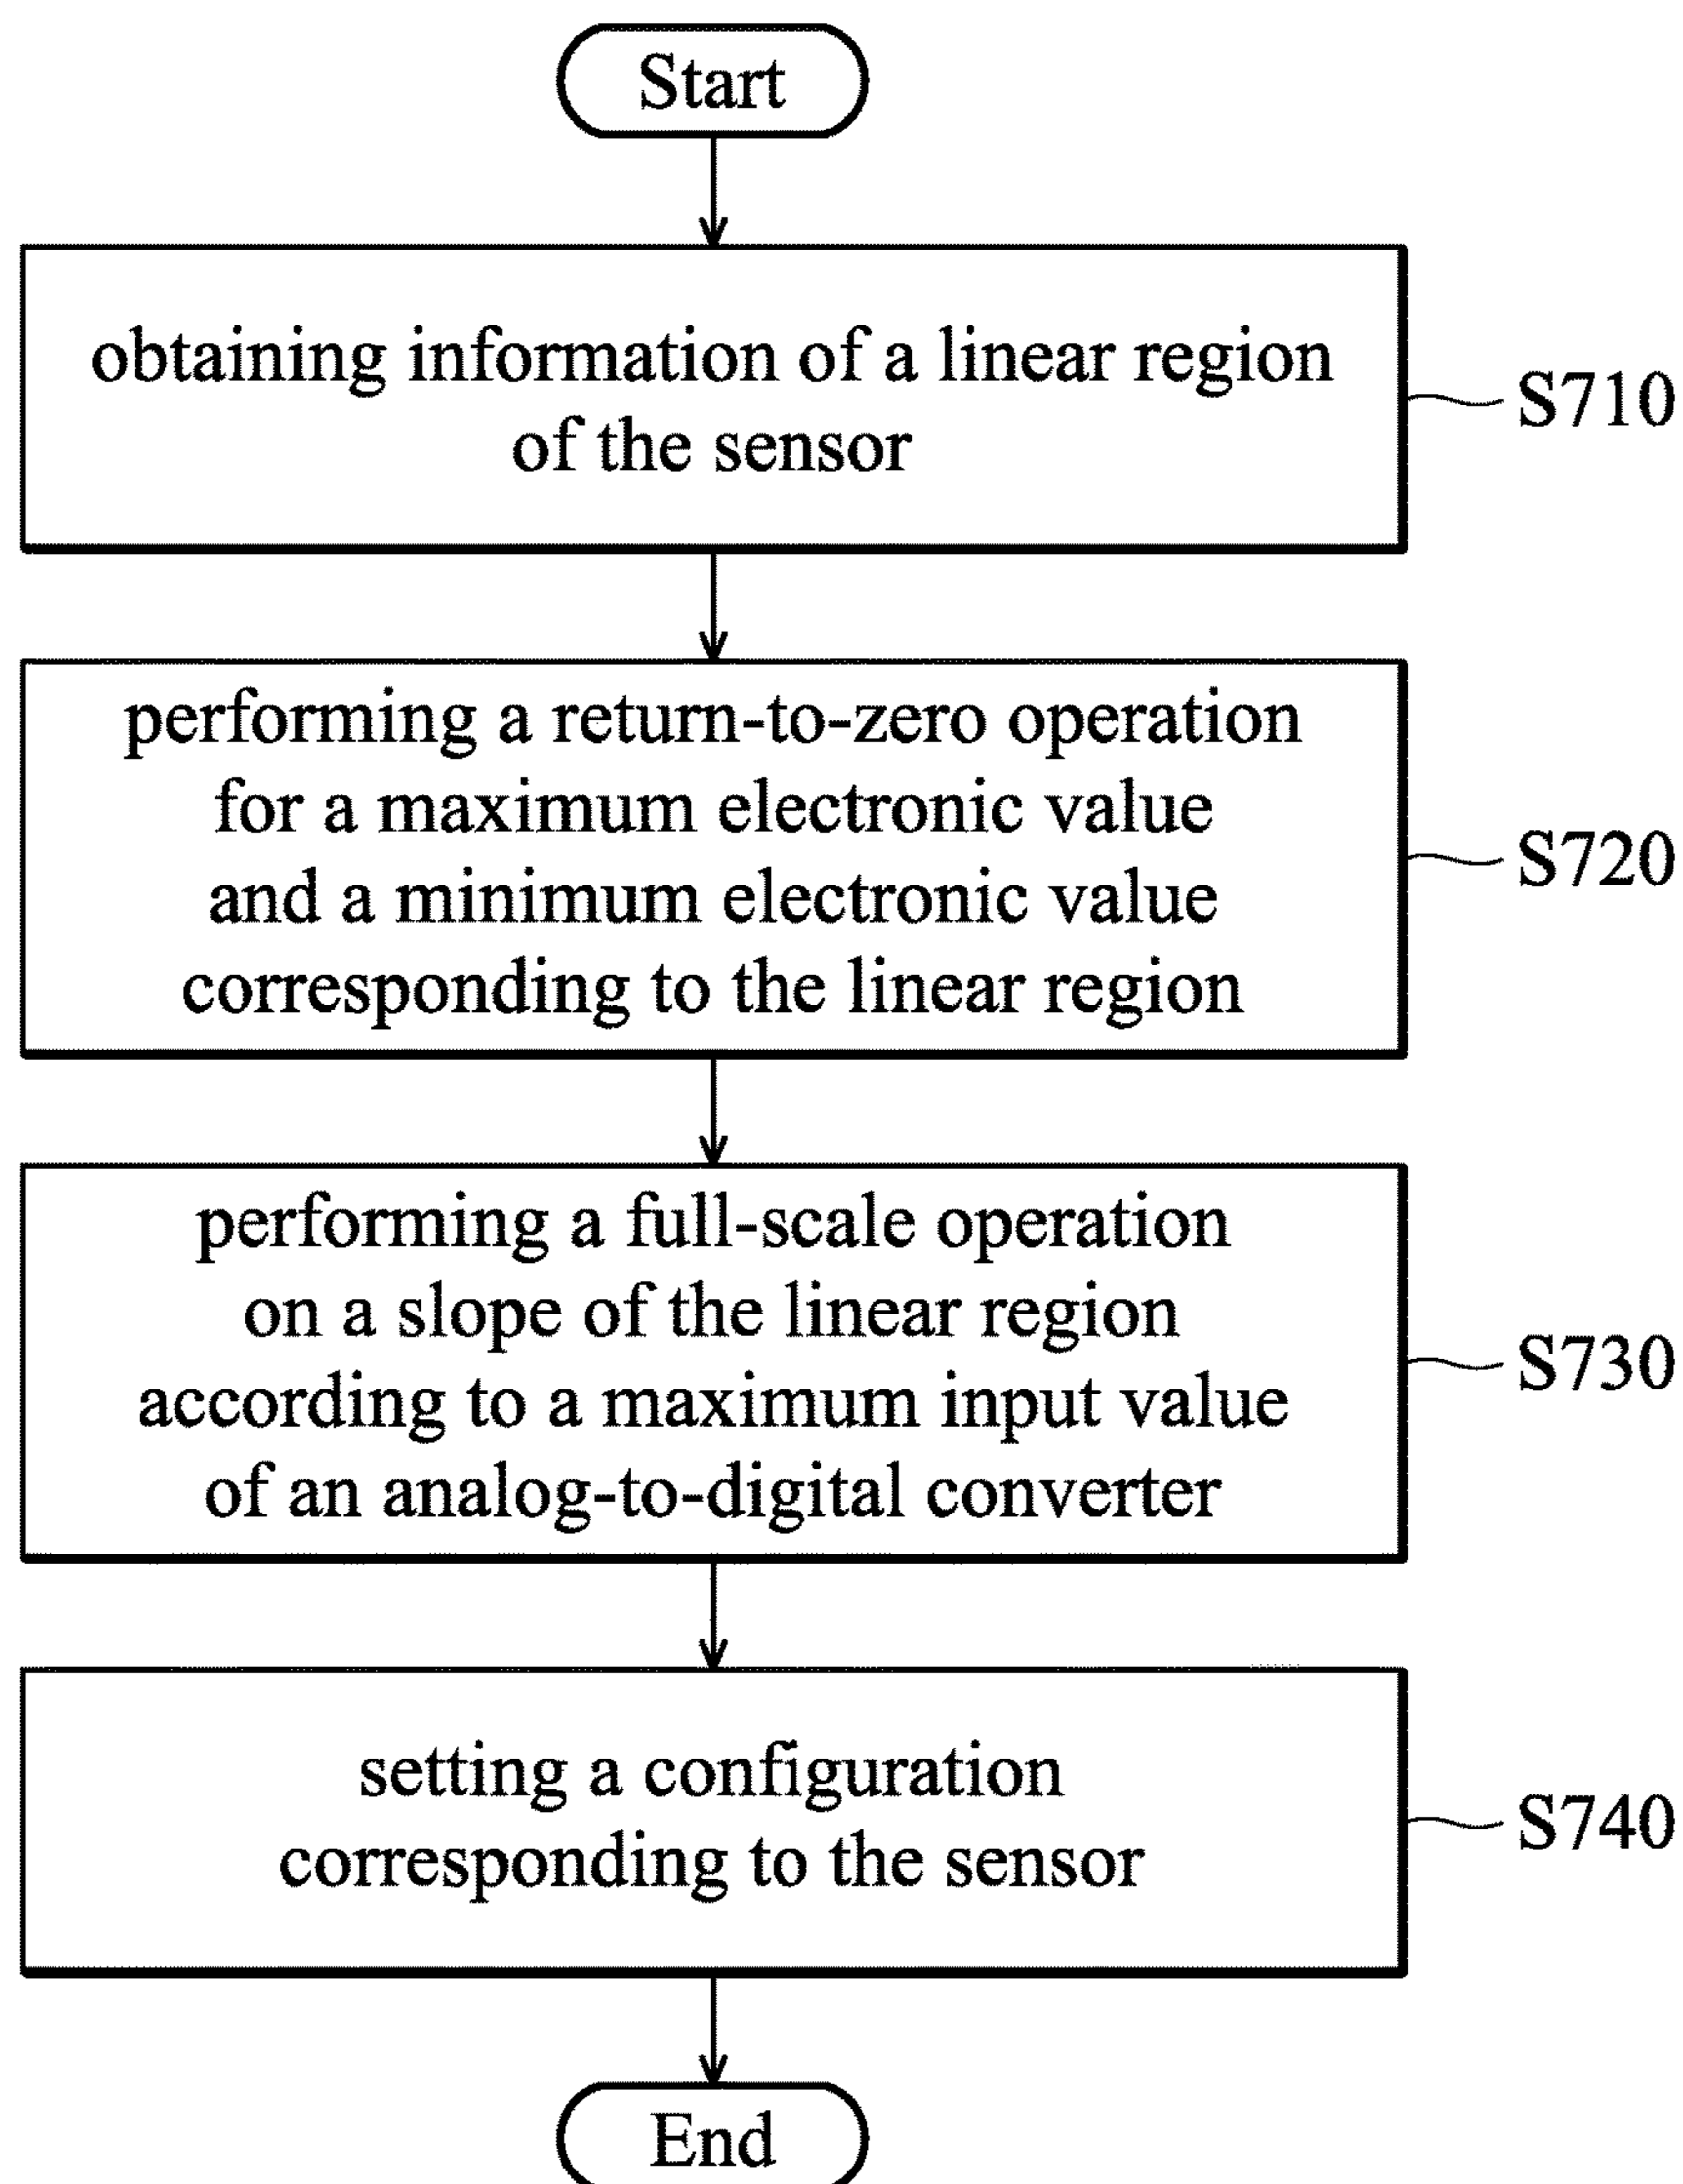 Start
obtaining information of a linear region
of the sensor
S710
performing a return-to-zero operation
for a maximum electronic value
and a minimum electronic value
corresponding to the linear region
S720
performing a full-scale operation
on a slope of the linear region
according to a maximum input value
of an analog-to-digital converter
S730
setting a configuration
corresponding to the sensor
S740
End